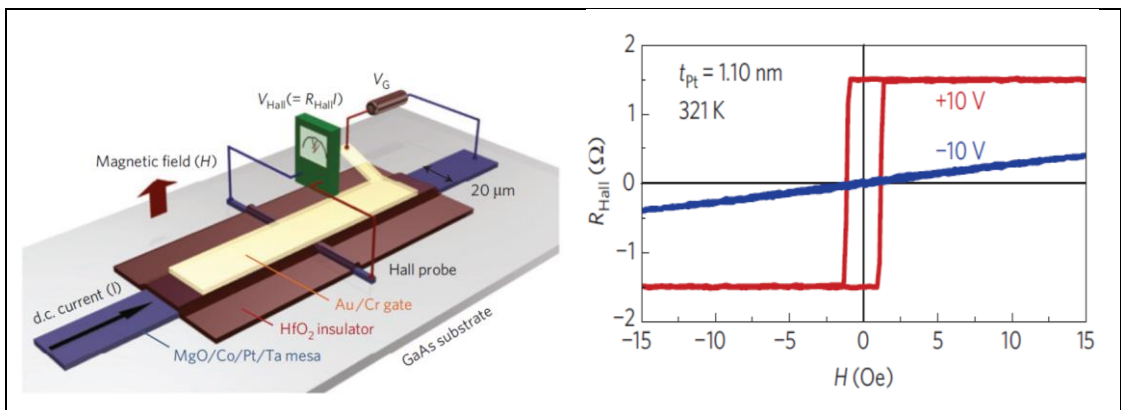 V_G
V_Hall(= R_Hall I)
Magnetic field (H)
20 μm
Hall probe
d.c. current (I)
Au/Cr gate
HfO₂ insulator
MgO/Co/Pt/Ta mesa
GaAs substrate
t_Pt = 1.10 nm
321 K
+10 V
−10 V
R_Hall (Ω)
2
1
0
−1
−2
−15 −10 −5 0 5 10 15
H (Oe)